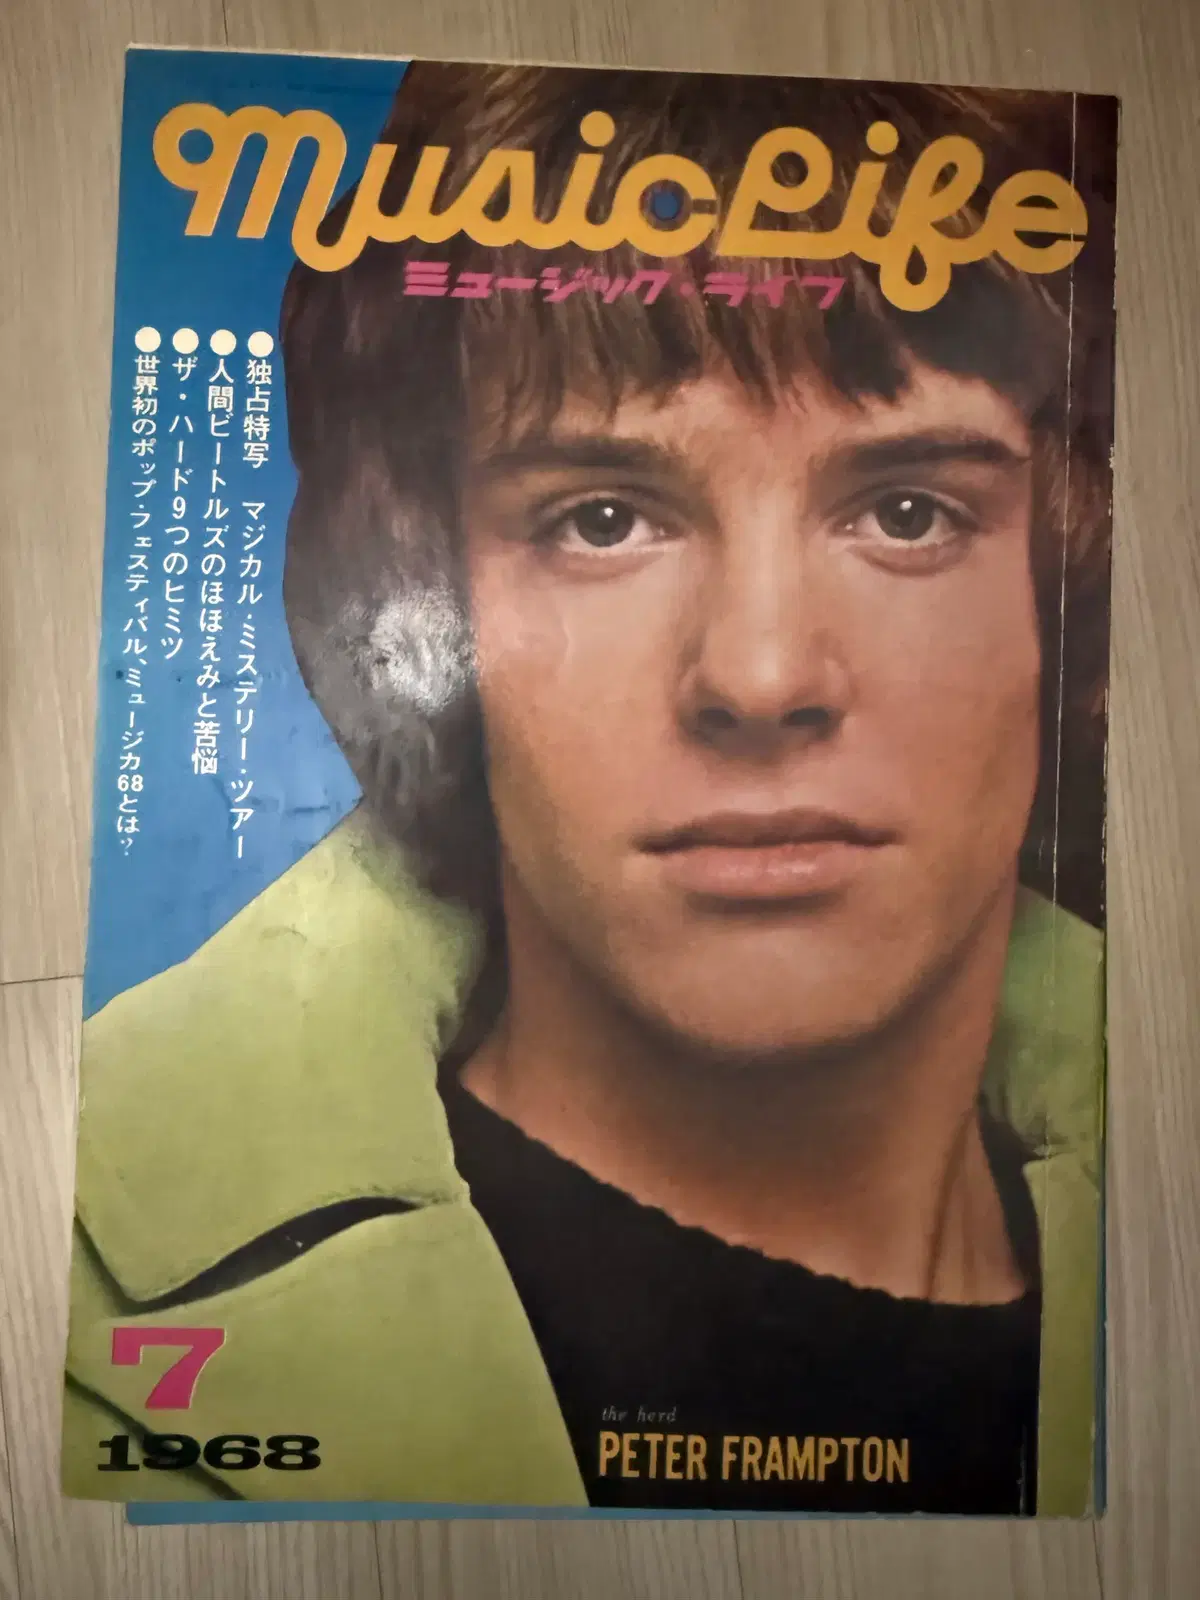 music Life
ミュージック・ライフ
●独占特写 マジカル・ミステリー・ツアー
●人間ビートルズのほほえみと苦悩
●ザ・ハード9つのヒミツ
●世界初のポップ・フェスティバル、ミュージカ68とは?
7
1968
the herd
PETER FRAMPTON